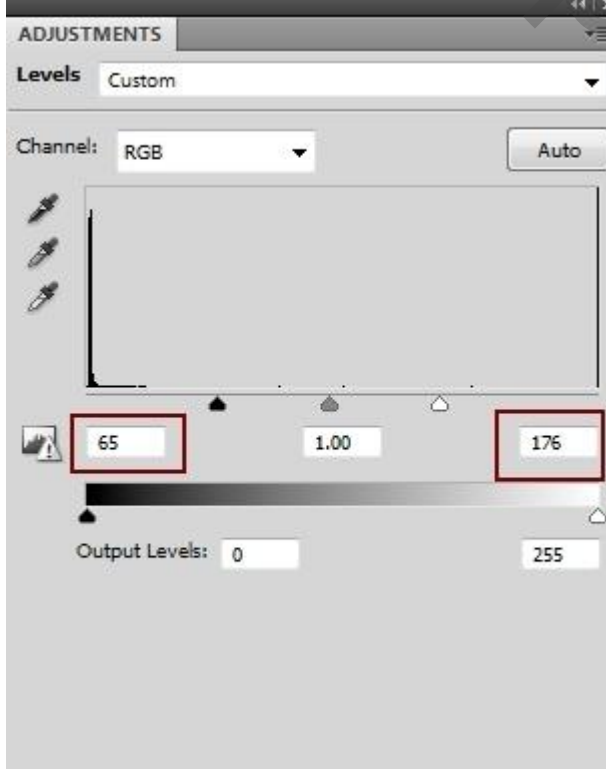 ADJUSTMENTS
Levels Custom
Channel: RGB Auto
65 1.00 176
Output Levels: 0 255